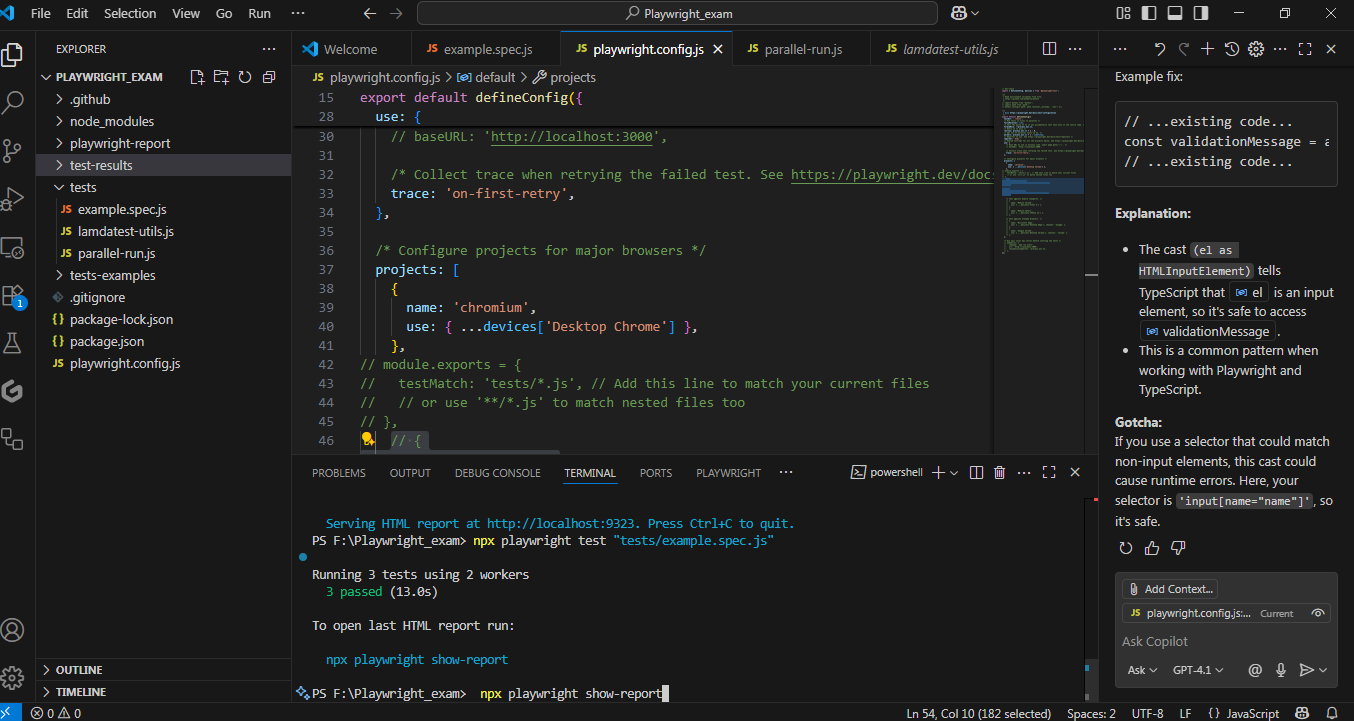 File Edit Selection View Go Run ···
Playwright_exam
EXPLORER ···
PLAYWRIGHT_EXAM
.github
node_modules
playwright-report
test-results
tests
JS example.spec.js
JS lamdatest-utils.js
JS parallel-run.js
tests-examples
.gitignore
{} package-lock.json
{} package.json
JS playwright.config.js
OUTLINE
TIMELINE
1
Welcome
JS example.spec.js
JS playwright.config.js
JS parallel-run.js
JS lamdatest-utils.js
JS playwright.config.js > default > projects
15 export default defineConfig({
28 use: {
30 // baseURL: 'http://localhost:3000',
31
32 /* Collect trace when retrying the failed test. See https://playwright.dev/doc
33 trace: 'on-first-retry',
34 },
35
36 /* Configure projects for major browsers */
37 projects: [
38 {
39 name: 'chromium',
40 use: { ...devices['Desktop Chrome'] },
41 },
42 // module.exports = {
43 // testMatch: 'tests/*.js', // Add this line to match your current files
44 // // or use '**/*.js' to match nested files too
45 // },
46 // {
PROBLEMS OUTPUT DEBUG CONSOLE TERMINAL PORTS PLAYWRIGHT ···
powershell
Serving HTML report at http://localhost:9323. Press Ctrl+C to quit.
PS F:\Playwright_exam> npx playwright test "tests/example.spec.js"
Running 3 tests using 2 workers
3 passed (13.0s)
To open last HTML report run:
npx playwright show-report
PS F:\Playwright_exam> npx playwright show-report
Example fix:
// ...existing code...
const validationMessage = a
// ...existing code...
Explanation:
• The cast (el as
HTMLInputElement) tells
TypeScript that el is an input
element, so it's safe to access
validationMessage .
• This is a common pattern when
working with Playwright and
TypeScript.
Gotcha:
If you use a selector that could match
non-input elements, this cast could
cause runtime errors. Here, your
selector is 'input[name="name"]', so
it's safe.
Add Context...
JS playwright.config.js:... Current
Ask Copilot
Ask GPT-4.1 @
0 0
Ln 54, Col 10 (182 selected) Spaces: 2 UTF-8 LF {} JavaScript